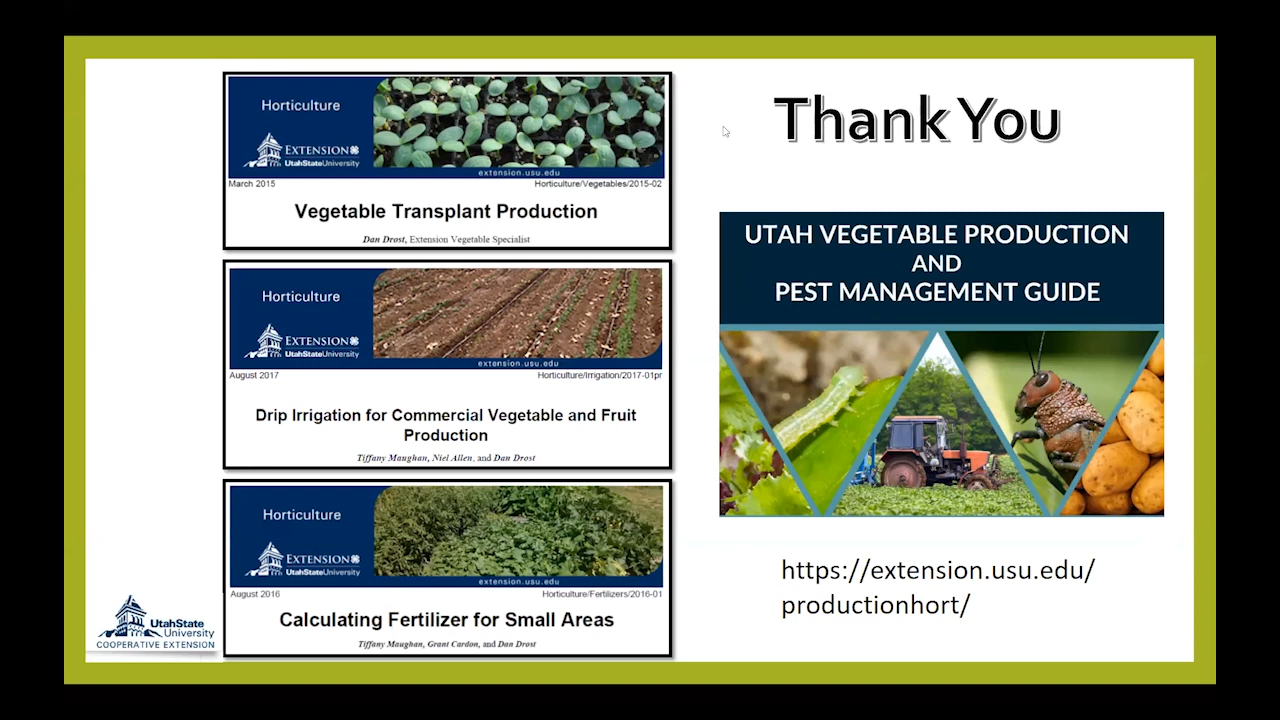 Horticulture
EXTENSION
UtahStateUniversity
extension.usu.edu
March 2015
Horticulture/Vegetables/2015-02
Vegetable Transplant Production
Dan Drost, Extension Vegetable Specialist
Horticulture
EXTENSION
UtahStateUniversity
extension.usu.edu
August 2017
Horticulture/Irrigation/2017-01pr
Drip Irrigation for Commercial Vegetable and Fruit
Production
Tiffany Maughan, Niel Allen, and Dan Drost
Horticulture
EXTENSION
UtahStateUniversity
extension.usu.edu
August 2016
Horticulture/Fertilizers/2016-01
Calculating Fertilizer for Small Areas
Tiffany Maughan, Grant Cardon, and Dan Drost
UtahState
University
COOPERATIVE EXTENSION
Thank You
UTAH VEGETABLE PRODUCTION
AND
PEST MANAGEMENT GUIDE
https://extension.usu.edu/
productionhort/